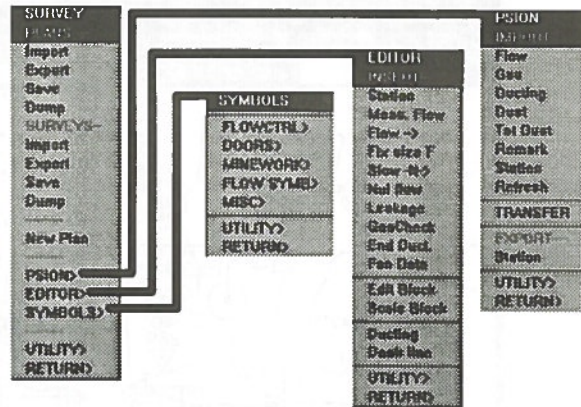 SURVEY
PLANS
Import
Export
Save
Dump
SURVEYS--
Import
Export
Save
Dump
New Plan
PSION>
EDITOR>
SYMBOLS>
UTILITY>
RETURN>
SYMBOLS
FLOWCTRL>
DOORS>
MINEWORK>
FLOW SYMB>
MISC>
UTILITY>
RETURN>
EDITOR
INSERT
Station
Meas. Flow
Flow ->
Fix size F
Slow
Nul flow
Leakage
GasCheck
End Duct.
Fan Data
Edit Block
Scale Block
Ducting
Dash line
UTILITY>
RETURN>
PSION
IMPORT
Flow
Gas
Ducting
Dust
Tot Dust
Remark
Station
Refresh
TRANSFER
EXPORT
Station
UTILITY>
RETURN>